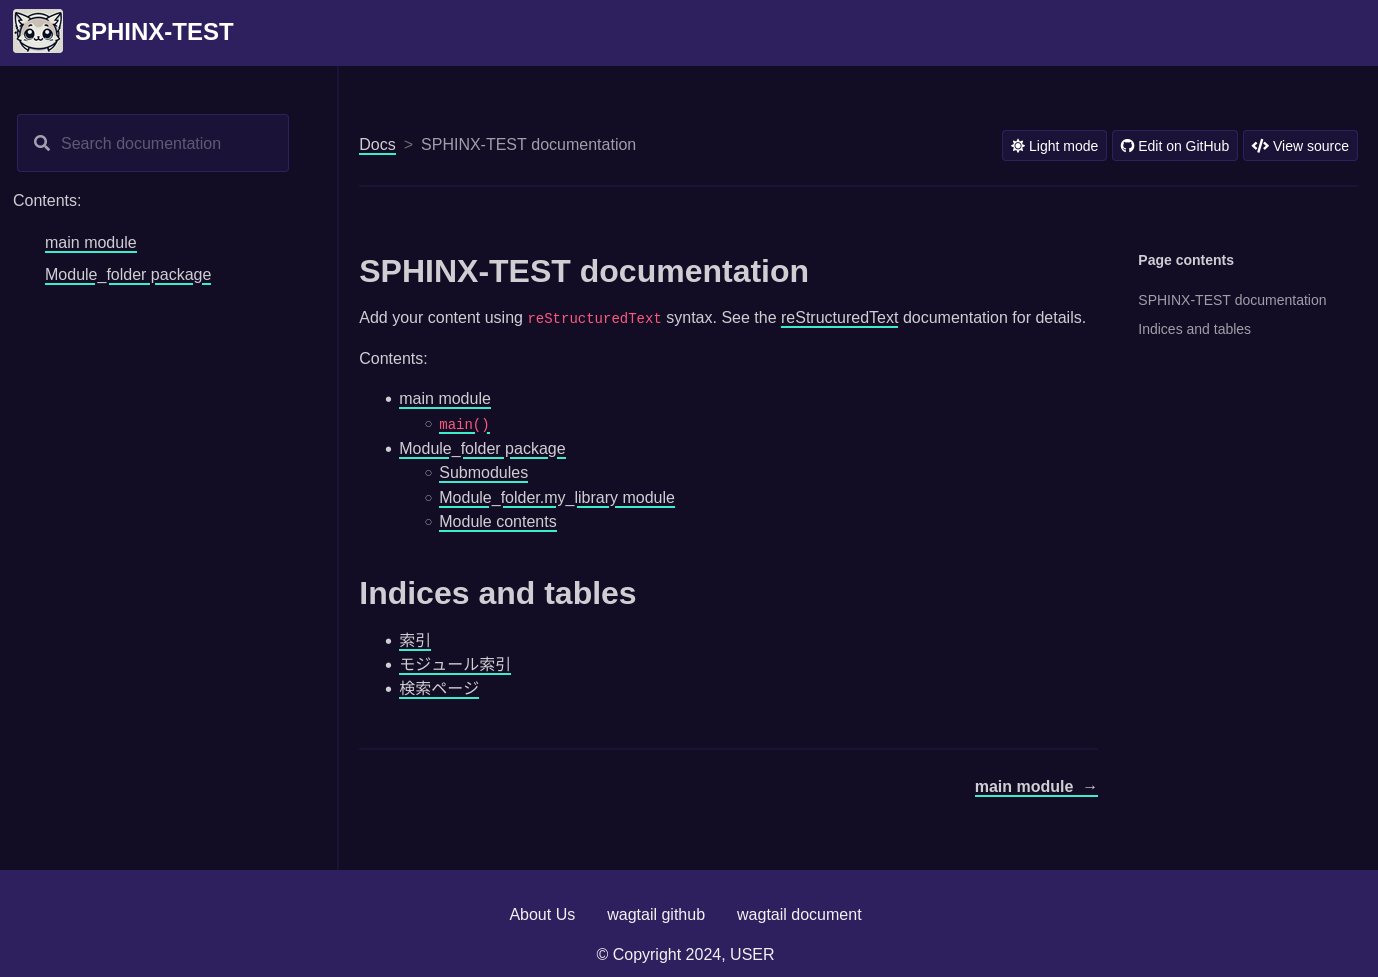 SPHINX-TEST
Search documentation
Contents:
main module
Module_folder package
Docs > SPHINX-TEST documentation
Light mode
Edit on GitHub
View source
SPHINX-TEST documentation
Add your content using reStructuredText syntax. See the reStructuredText documentation for details.
Contents:
main module
main()
Module_folder package
Submodules
Module_folder.my_library module
Module contents
Indices and tables
索引
モジュール索引
検索ページ
main module →
Page contents
SPHINX-TEST documentation
Indices and tables
About Us wagtail github wagtail document
© Copyright 2024, USER